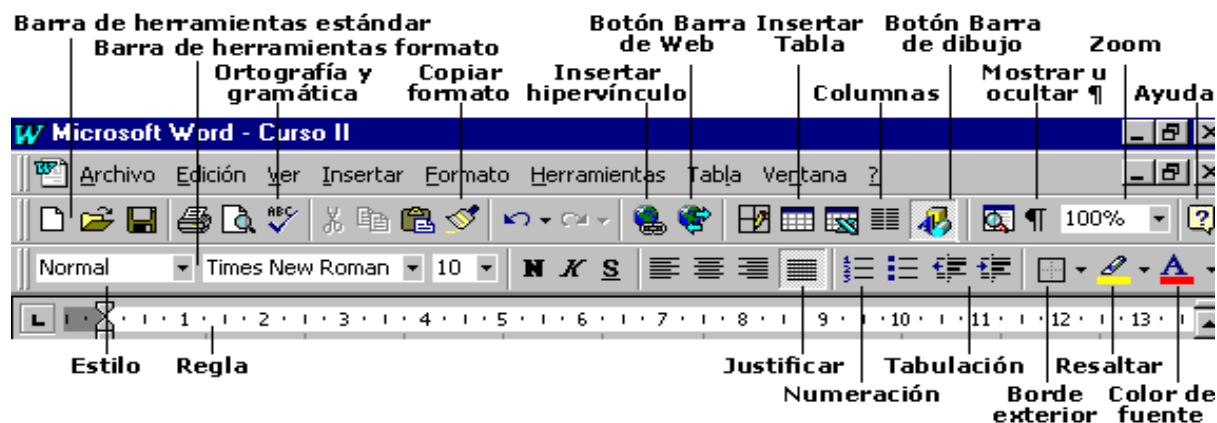 Barra de herramientas estándar
Barra de herramientas formato
Ortografía y
gramática
Copiar
formato
Insertar
hipervínculo
Botón Barra
de Web
Insertar
Tabla
Columnas
Botón Barra
de dibujo
Mostrar u
ocultar ¶
Zoom
Ayuda
W Microsoft Word - Curso II
Archivo Edición Ver Insertar Formato Herramientas Tabla Ventana ?
ABC ¶ 100% ?
Normal Times New Roman 10 N K S A
L 1 2 3 4 5 6 7 8 9 10 11 12 13
Estilo
Regla
Justificar
Numeración
Tabulación
Borde
exterior
Resaltar
Color de
fuente